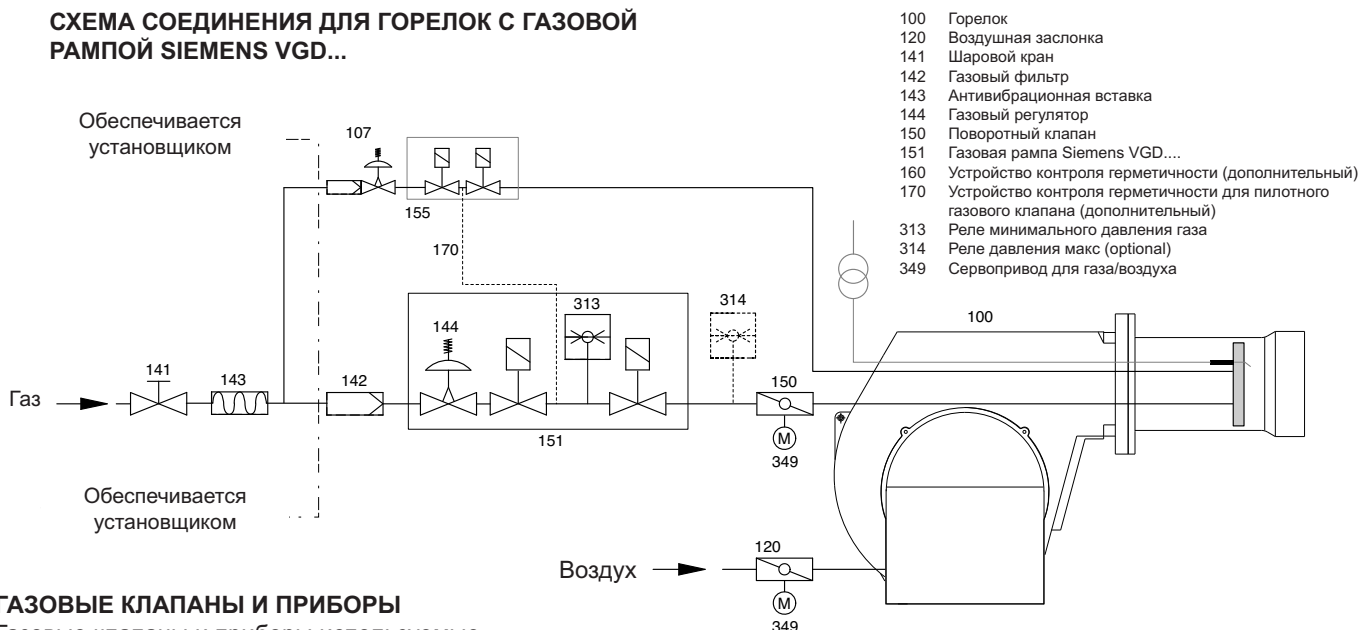 СХЕМА СОЕДИНЕНИЯ ДЛЯ ГОРЕЛОК С ГАЗОВОЙ
РАМПОЙ SIEMENS VGD...
100 Горелок
120 Воздушная заслонка
141 Шаровой кран
142 Газовый фильтр
143 Антивибрационная вставка
144 Газовый регулятор
150 Поворотный клапан
151 Газовая рампа Siemens VGD....
160 Устройство контроля герметичности (дополнительный)
170 Устройство контроля герметичности для пилотного
газового клапана (дополнительный)
313 Реле минимального давления газа
314 Реле давления макс (optional)
349 Сервопривод для газа/воздуха
Обеспечивается
установщиком
107
155
170
313
314
144
100
141
143
142
150
Газ
151
M
349
Обеспечивается
установщиком
120
Воздух
M
349
ГАЗОВЫЕ КЛАПАНЫ И ПРИБОРЫ
Газовые клапаны и приборы используемые